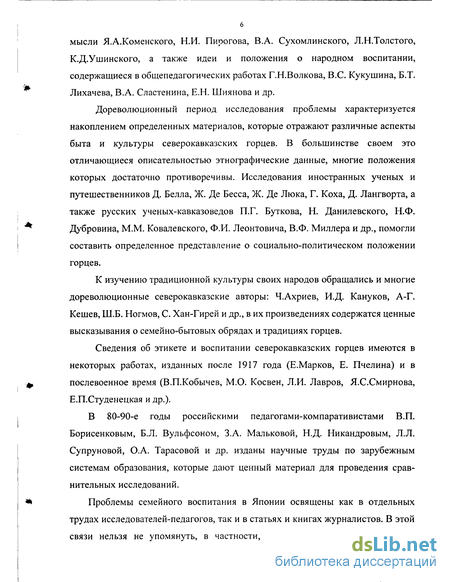 6
мысли Я.А.Коменского, Н.И. Пирогова, В.А. Сухомлинского, Л.Н.Толстого,
К.Д.Ушинского, а также идеи и положения о народном воспитании,
содержащиеся в общепедагогических работах Г.Н.Волкова, В.С. Кукушина, Б.Т.
Лихачева, В.А. Сластенина, Е.Н. Шиянова и др.
Дореволюционный период исследования проблемы характеризуется
накоплением определенных материалов, которые отражают различные аспекты
быта и культуры северокавказских горцев. В большинстве своем это
отличающиеся описательностью этнографические данные, многие положения
которых достаточно противоречивы. Исследования иностранных ученых и
путешественников Д. Белла, Ж. Де Бесса, Ж. Де Люка, Г. Коха, Д. Лангворта, а
также русских ученых-кавказоведов П.Г. Буткова, Н. Данилевского, Н.Ф.
Дубровина, М.М. Ковалевского, Ф.И. Леонтовича, В.Ф. Миллера и др., помогли
составить определенное представление о социально-политическом положении
горцев.
К изучению традиционной культуры своих народов обращались и многие
дореволюционные северокавказские авторы: Ч.Ахриев, И.Д. Кануков, А-Г.
Кешев, Ш.Б. Ногмов, С. Хан-Гирей и др., в их произведениях содержатся ценные
высказывания о семейно-бытовых обрядах и традициях горцев.
Сведения об этикете и воспитании северокавказских горцев имеются в
некоторых работах, изданных после 1917 года (Е.Марков, Е. Пчелина) и в
послевоенное время (В.П.Кобычев, М.О. Косвен, Л.И. Лавров, Я.С.Смирнова,
Е.П.Студенецкая и др.).
В 80-90-е годы российскими педагогами-компаративистами В.П.
Борисенковым, Б.Л. Вульфсоном, З.А. Мальковой, Н.Д. Никандровым, Л.Л.
Супруновой, О.А. Тарасовой и др. изданы научные труды по зарубежным
системам образования, которые дают ценный материал для проведения срав-
нительных исследований.
Проблемы семейного воспитания в Японии освящены как в отдельных
трудах исследователей-педагогов, так и в статьях и книгах журналистов. В этой
связи нельзя не упомянуть, в частности,
dslib.net
библиотека диссертаций